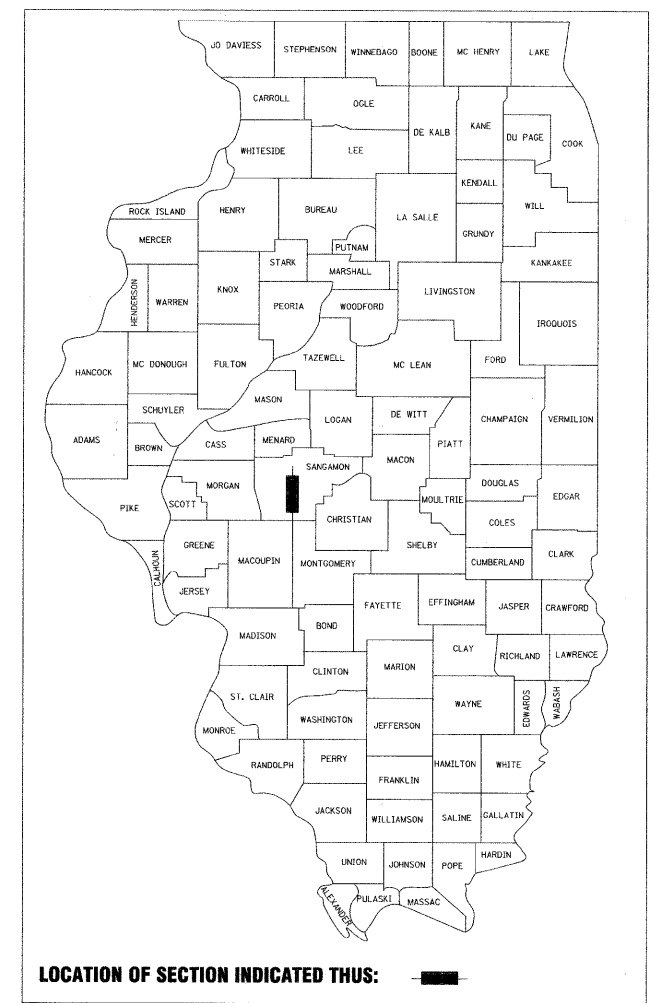 JO DAVIESS
STEPHENSON
WINNEBAGO
BOONE
MC HENRY
LAKE
CARROLL
OGLE
DE KALB
KANE
DU PAGE
COOK
WHITESIDE
LEE
KENDALL
WILL
ROCK ISLAND
HENRY
BUREAU
LA SALLE
GRUNDY
MERCER
PUTNAM
STARK
MARSHALL
KANKAKEE
HENDERSON
WARREN
KNOX
PEORIA
WOODFORD
LIVINGSTON
IROQUOIS
HANCOCK
MC DONOUGH
FULTON
TAZEWELL
MC LEAN
FORD
MASON
SCHUYLER
LOGAN
DE WITT
CHAMPAIGN
VERMILION
ADAMS
BROWN
CASS
MENARD
PIATT
MACON
SANGAMON
MORGAN
SCOTT
PIKE
CHRISTIAN
MOULTRIE
DOUGLAS
EDGAR
COLES
GREENE
MACOUPIN
MONTGOMERY
SHELBY
CUMBERLAND
CLARK
CALHOUN
JERSEY
FAYETTE
EFFINGHAM
JASPER
CRAWFORD
MADISON
BOND
CLAY
RICHLAND
LAWRENCE
CLINTON
MARION
ST. CLAIR
WAYNE
EDWARDS
WABASH
WASHINGTON
JEFFERSON
MONROE
RANDOLPH
PERRY
HAMILTON
WHITE
FRANKLIN
JACKSON
WILLIAMSON
SALINE
GALLATIN
UNION
JOHNSON
POPE
HARDIN
ALEXANDER
PULASKI
MASSAC
LOCATION OF SECTION INDICATED THUS: